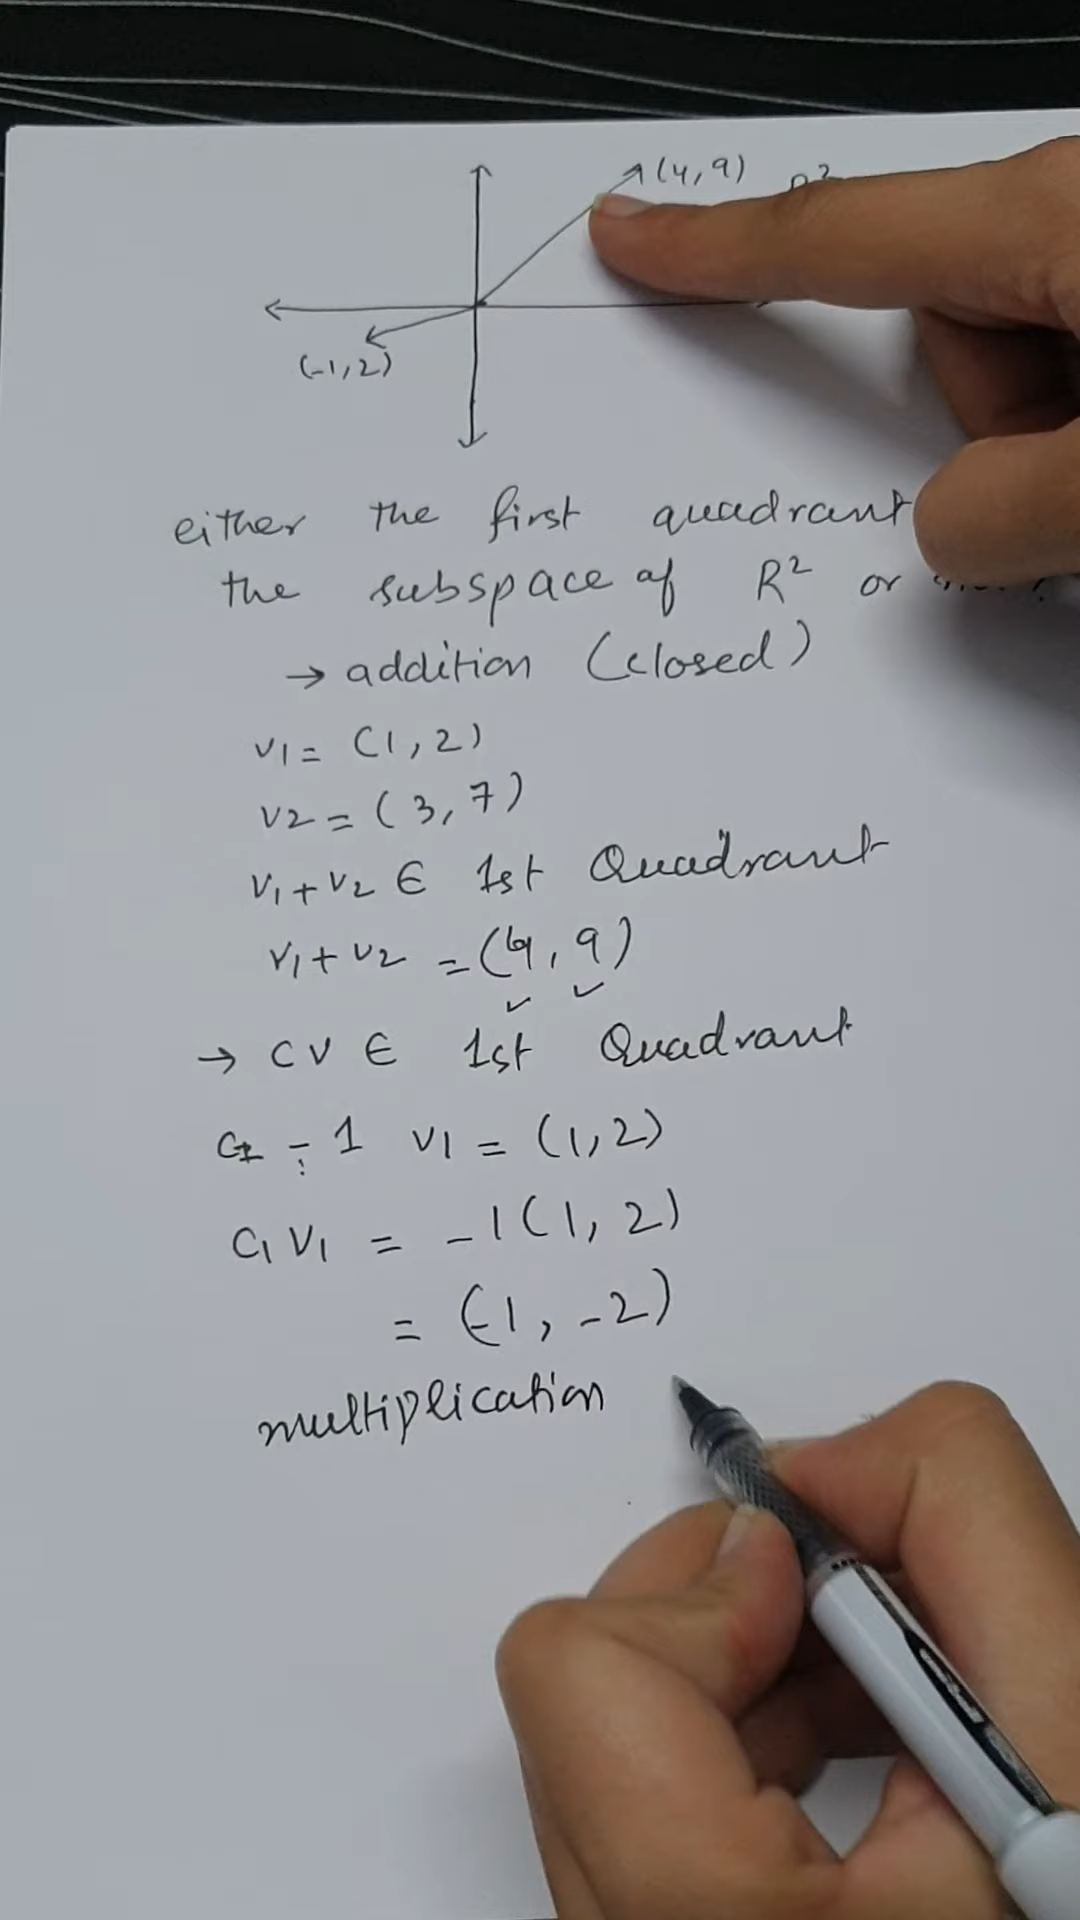 (4, 9) R²
(-1, 2)
either the first quadrant
the subspace of R² or
→ addition (closed)
v1 = (1, 2)
v2 = (3, 7)
v1 + v2 ∈ 1st Quadrant
v1 + v2 = (4, 9)
→ cv ∈ 1st Quadrant
- 1 v1 = (1, 2)
c1 v1 = -1(1, 2)
= (-1, -2)
multiplication